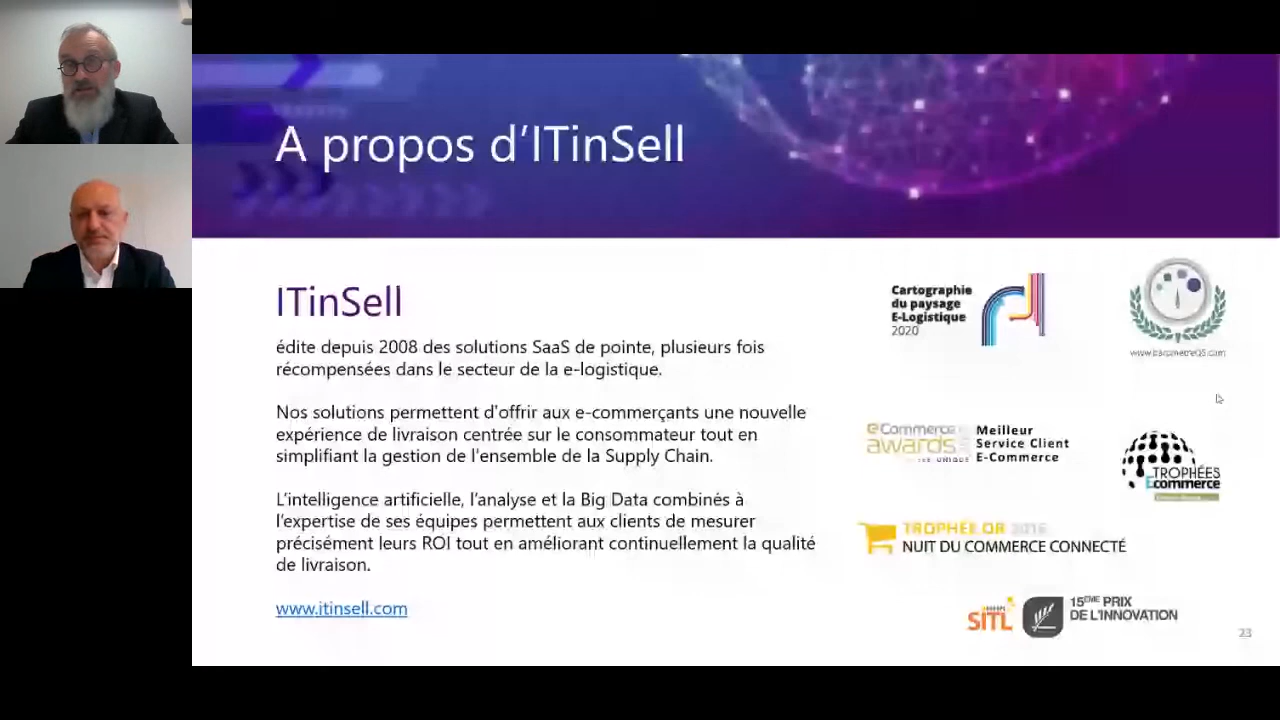 A propos d'ITinSell
ITinSell
édite depuis 2008 des solutions SaaS de pointe, plusieurs fois
récompensées dans le secteur de la e-logistique.
Nos solutions permettent d'offrir aux e-commerçants une nouvelle
expérience de livraison centrée sur le consommateur tout en
simplifiant la gestion de l'ensemble de la Supply Chain.
L'intelligence artificielle, l'analyse et la Big Data combinés à
l'expertise de ses équipes permettent aux clients de mesurer
précisément leurs ROI tout en améliorant continuellement la qualité
de livraison.
www.itinsell.com
Cartographie
du paysage
E-Logistique
2020
eCommerce
awards
Meilleur
Service Client
E-Commerce
TROPHÉES
Ecommerce
TROPHÉE OR 2016
NUIT DU COMMERCE CONNECTÉ
SITL
15EME PRIX
DE L'INNOVATION
23